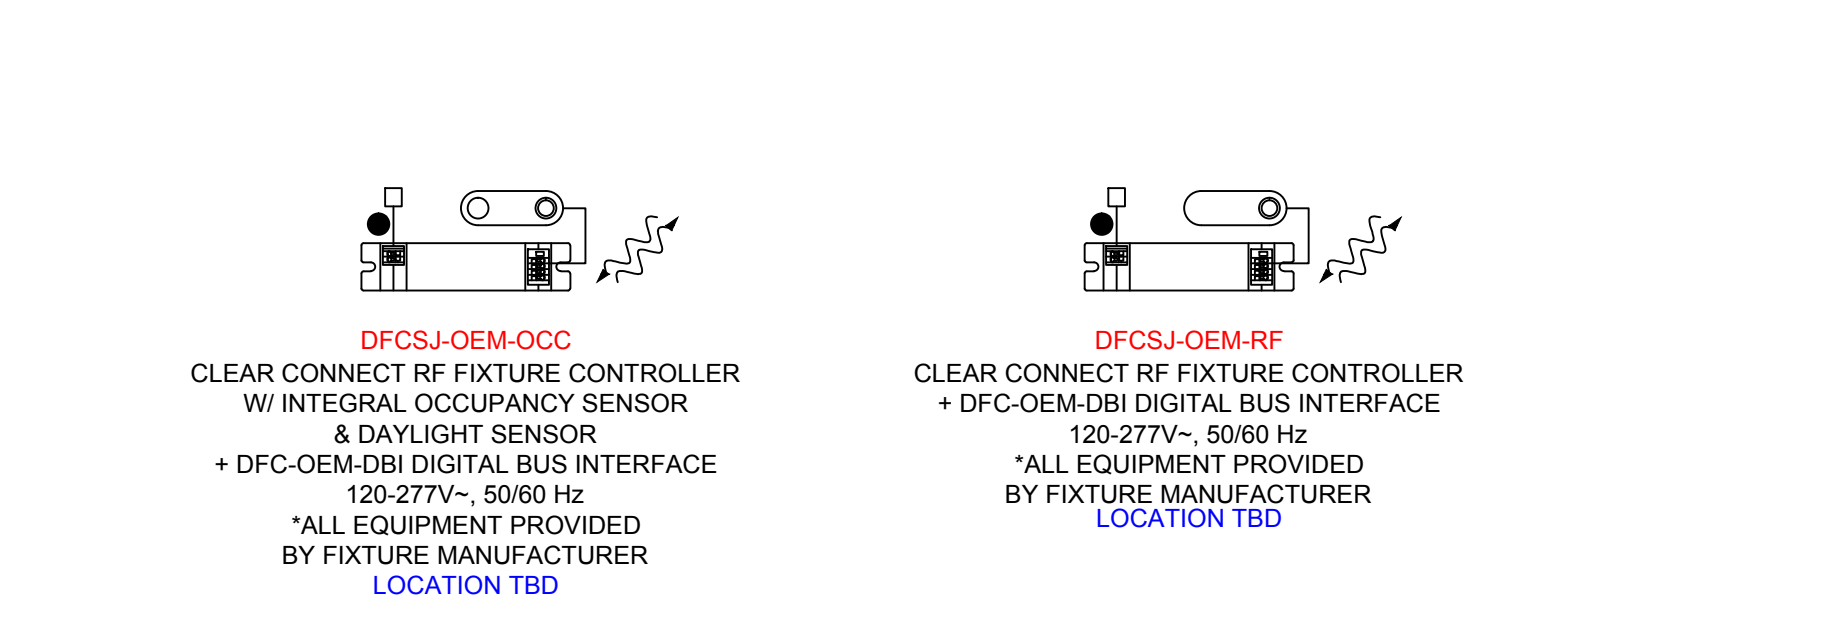 DFCSJ-OEM-OCC
CLEAR CONNECT RF FIXTURE CONTROLLER
W/ INTEGRAL OCCUPANCY SENSOR
& DAYLIGHT SENSOR
+ DFC-OEM-DBI DIGITAL BUS INTERFACE
120-277V~, 50/60 Hz
*ALL EQUIPMENT PROVIDED
BY FIXTURE MANUFACTURER
LOCATION TBD
DFCSJ-OEM-RF
CLEAR CONNECT RF FIXTURE CONTROLLER
+ DFC-OEM-DBI DIGITAL BUS INTERFACE
120-277V~, 50/60 Hz
*ALL EQUIPMENT PROVIDED
BY FIXTURE MANUFACTURER
LOCATION TBD